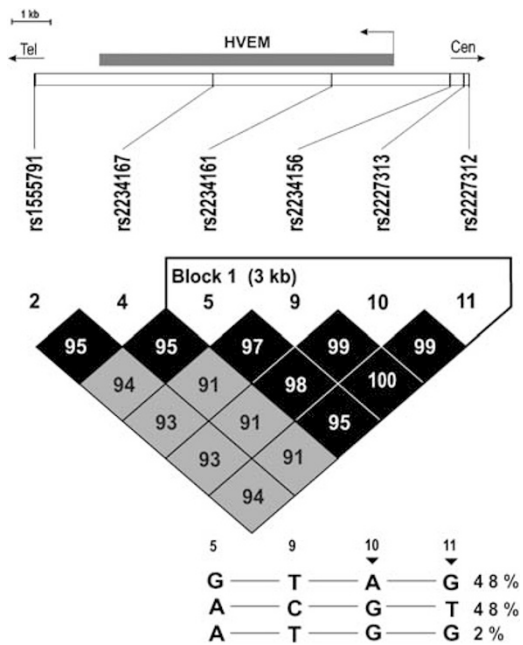 1 kb
HVEM
Tel
Cen
rs1555791
rs2234167
rs2234161
rs2234156
rs2227313
rs2227312
Block 1 (3 kb)
2 4 5 9 10 11
95 95 97 99 99
94 91 98 100
93 91 95
93 91
94
5 9 10 11
G T A G 48%
A C G T 48%
A T G G 2%